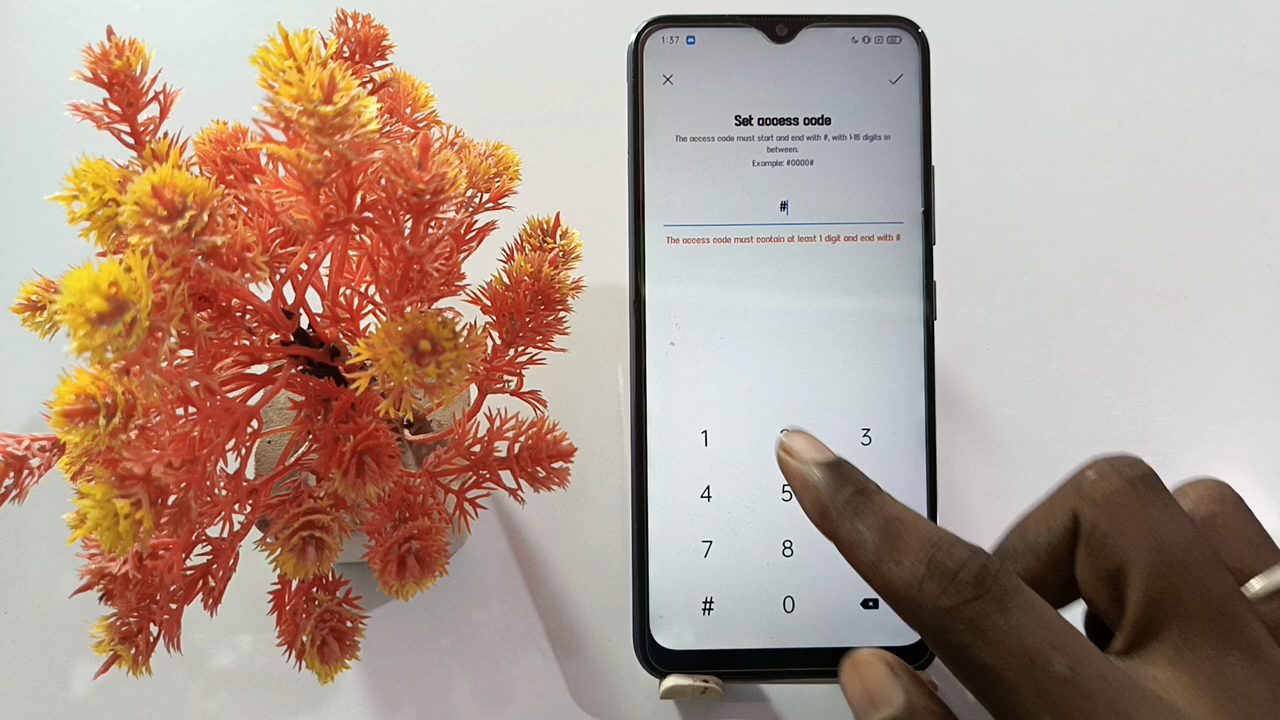 1:37
Set access code
The access code must start and end with #, with 1-16 digits in
between.
Example: #0000#
#
The access code must contain at least 1 digit and end with #
1 3
4 5
7 8
# 0